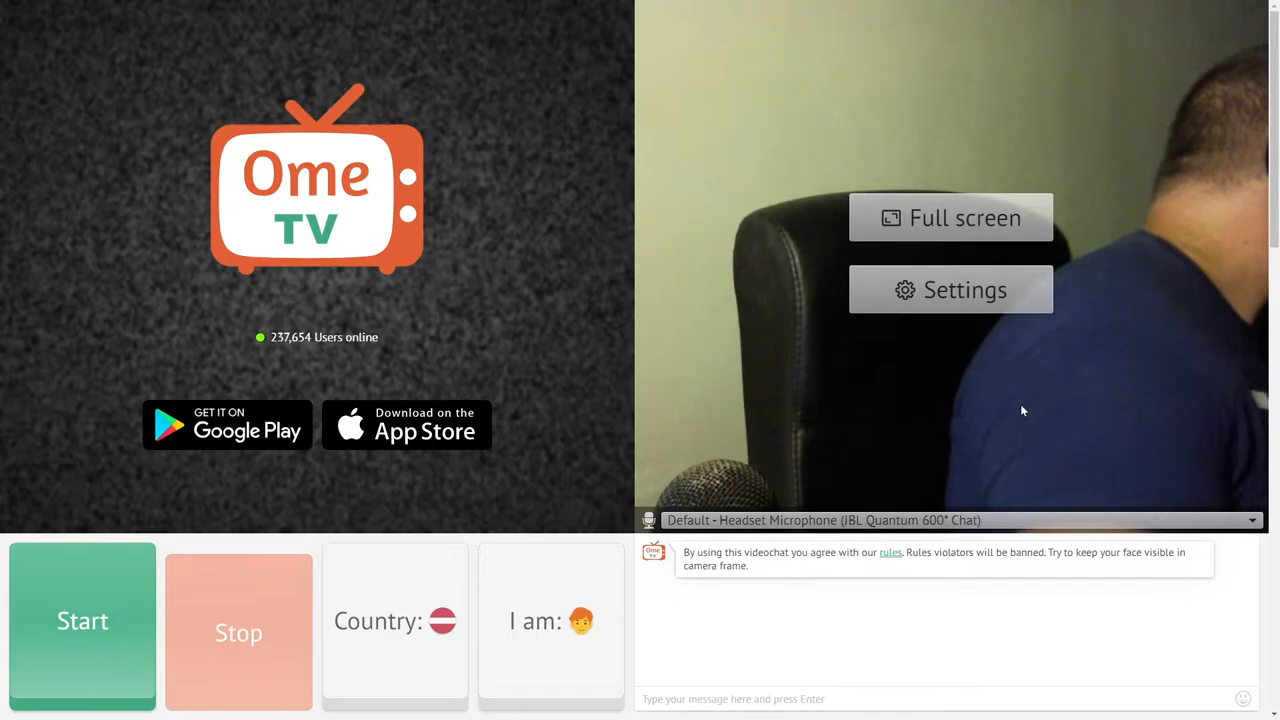 Ome
TV
237,654 Users online
GET IT ON
Google Play
Download on the
App Store
Full screen
Settings
Default - Headset Microphone (JBL Quantum 600* Chat)
Start
Stop
Country:
I am:
Ome
TV
By using this videochat you agree with our rules. Rules violators will be banned. Try to keep your face visible in
camera frame.
Type your message here and press Enter